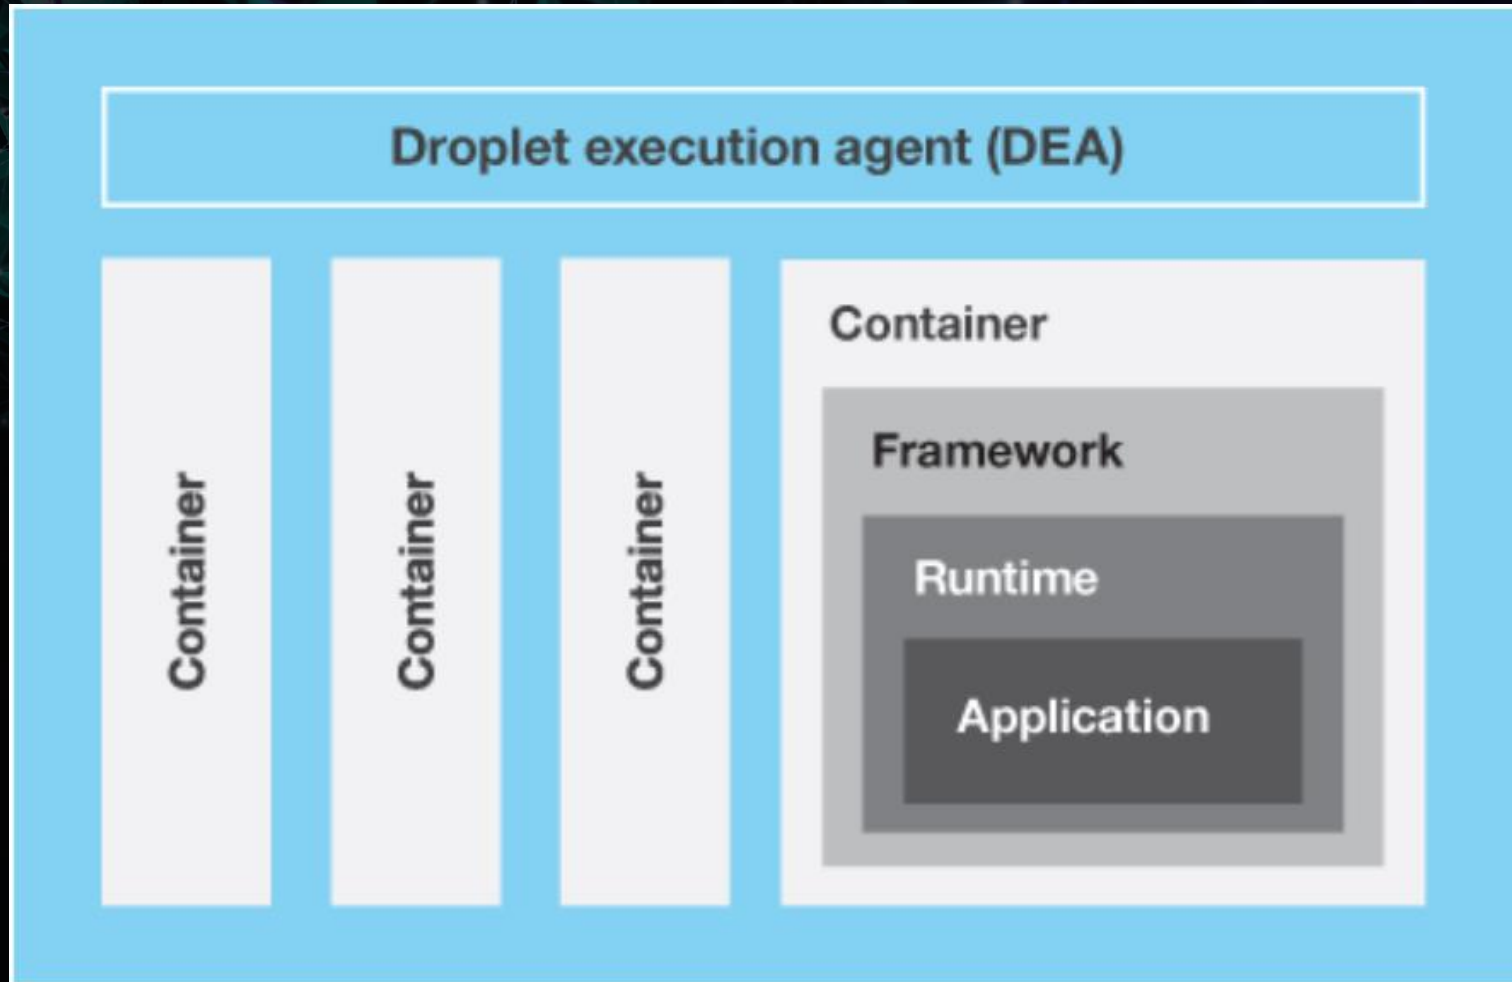 Droplet execution agent (DEA)
Container
Container
Container
Container
Framework
Runtime
Application